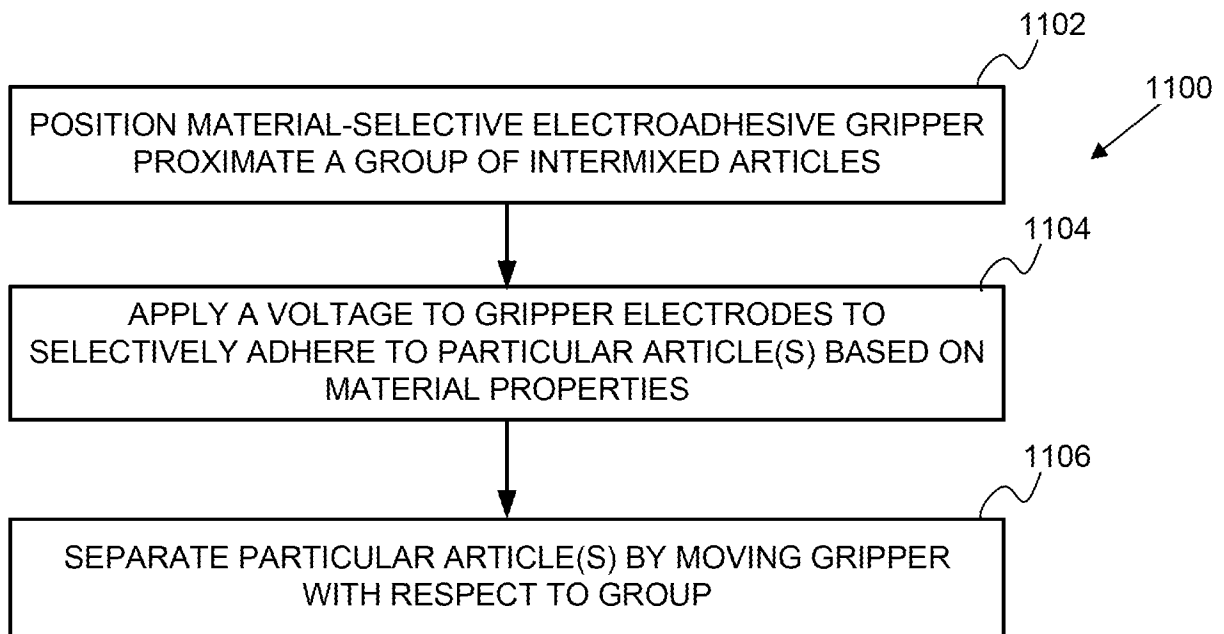 1102
1100
POSITION MATERIAL-SELECTIVE ELECTROADHESIVE GRIPPER
PROXIMATE A GROUP OF INTERMIXED ARTICLES
1104
APPLY A VOLTAGE TO GRIPPER ELECTRODES TO
SELECTIVELY ADHERE TO PARTICULAR ARTICLE(S) BASED ON
MATERIAL PROPERTIES
1106
SEPARATE PARTICULAR ARTICLE(S) BY MOVING GRIPPER
WITH RESPECT TO GROUP